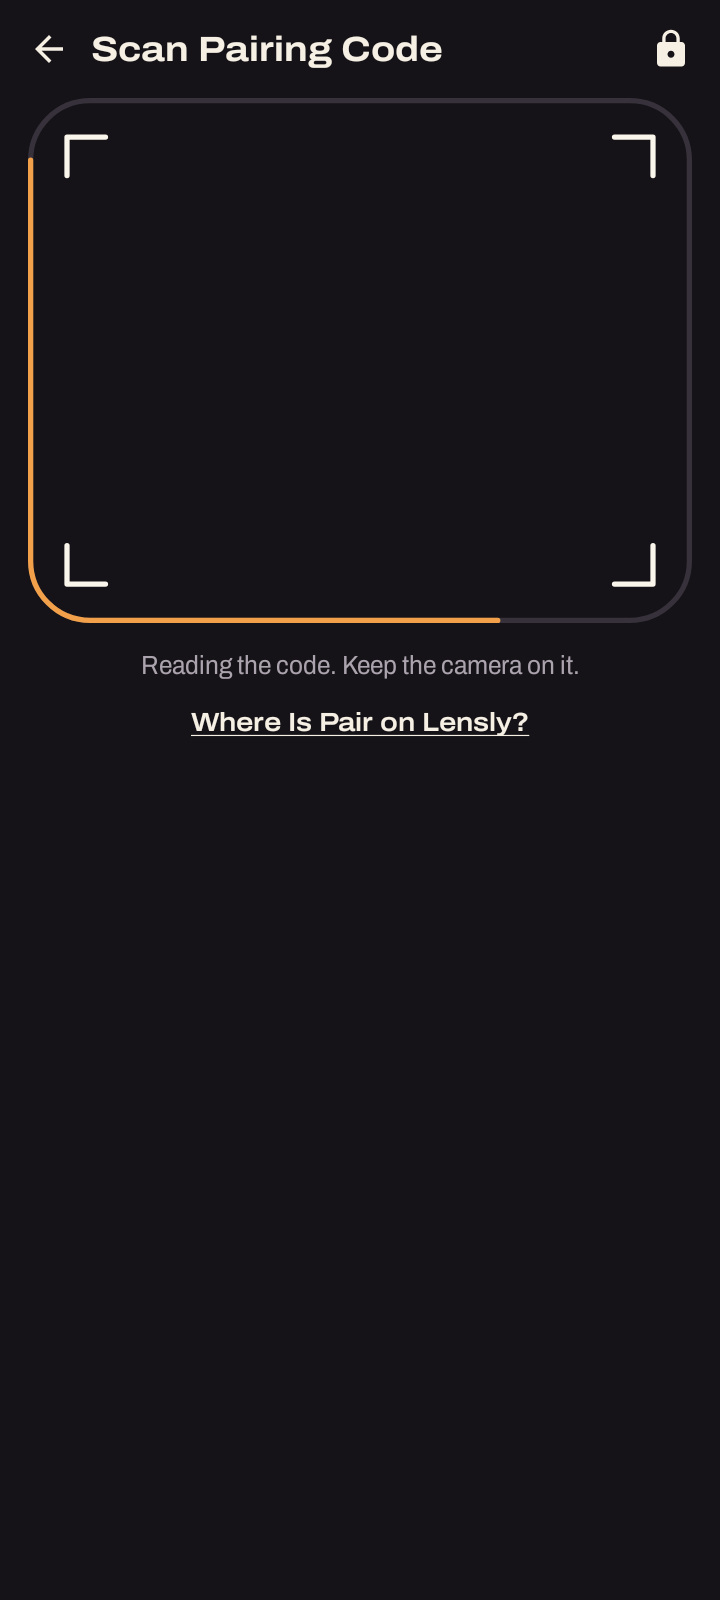 Scan Pairing Code
Reading the code. Keep the camera on it.
Where Is Pair on Lensly?